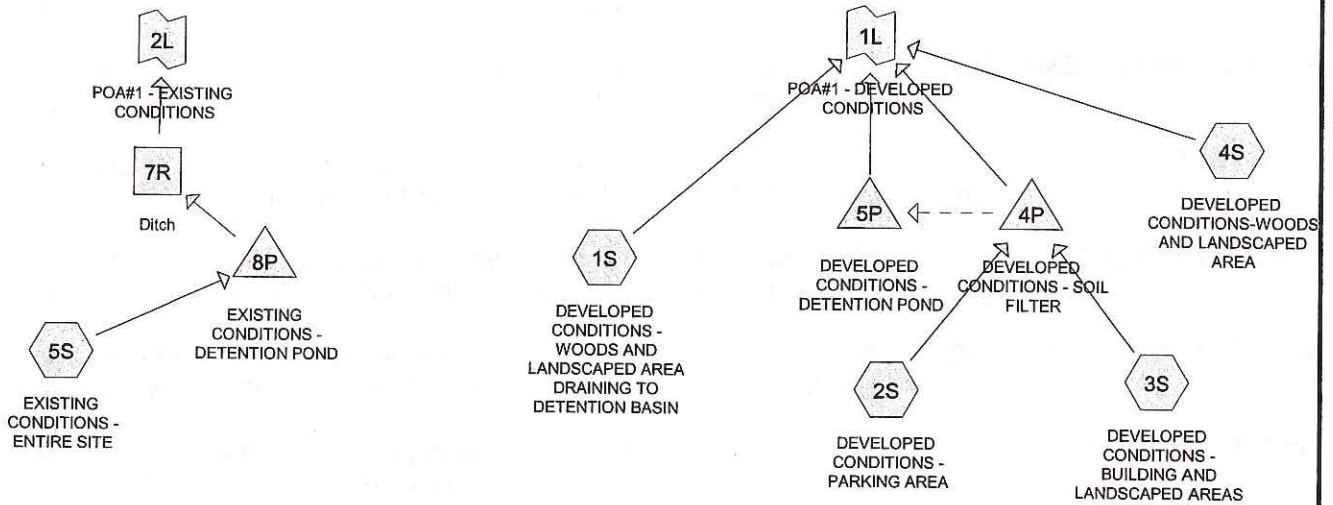 2L
POA#1 - EXISTING
CONDITIONS
7R
Ditch
8P
EXISTING
CONDITIONS -
DETENTION POND
5S
EXISTING
CONDITIONS -
ENTIRE SITE
1L
POA#1 - DEVELOPED
CONDITIONS
4S
DEVELOPED
CONDITIONS-WOODS
AND LANDSCAPED
AREA
5P
DEVELOPED
CONDITIONS -
DETENTION POND
4P
DEVELOPED
CONDITIONS - SOIL
FILTER
1S
DEVELOPED
CONDITIONS -
WOODS AND
LANDSCAPED AREA
DRAINING TO
DETENTION BASIN
2S
DEVELOPED
CONDITIONS -
PARKING AREA
3S
DEVELOPED
CONDITIONS -
BUILDING AND
LANDSCAPED AREAS